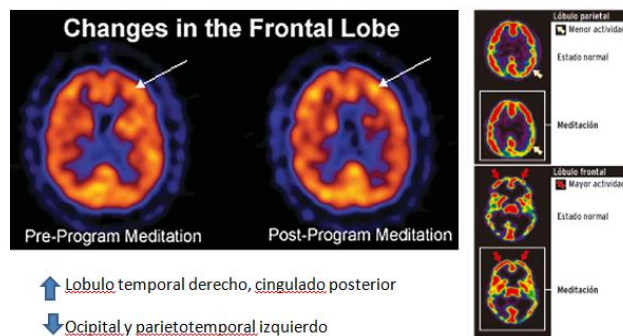 Changes in the Frontal Lobe
Pre-Program Meditation
Post-Program Meditation
Lobulo temporal derecho, cingulado posterior
Ocipital y parietotemporal izquierdo
Lóbulo parietal
Menor actividad
Estado normal
Meditación
Lóbulo frontal
Mayor actividad
Estado normal
Meditación